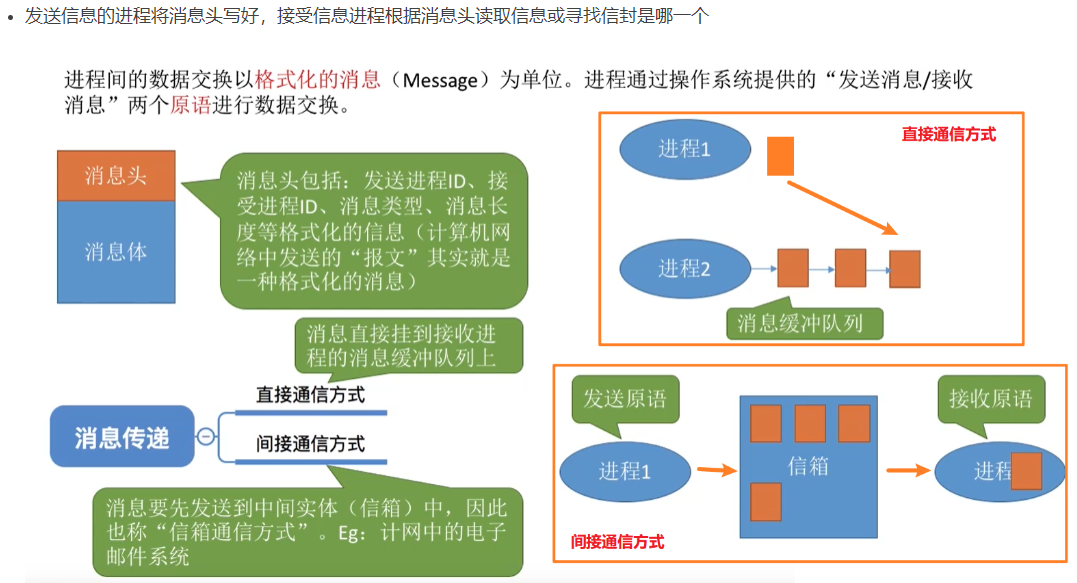 发送信息的进程将消息头写好，接受信息进程根据消息头读取信息或寻找信封是哪一个
进程间的数据交换以格式化的消息（Message）为单位。进程通过操作系统提供的“发送消息/接收
消息”两个原语进行数据交换。
消息头
消息体
消息头包括：发送进程ID、接
受进程ID、消息类型、消息长
度等格式化的信息（计算机网
络中发送的“报文”其实就是
一种格式化的消息）
直接通信方式
进程1
进程2
消息缓冲队列
消息直接挂到接收进
程的消息缓冲队列上
直接通信方式
消息传递
间接通信方式
消息要先发送到中间实体（信箱）中，因此
也称“信箱通信方式”。Eg：计网中的电子
邮件系统
发送原语
接收原语
进程1
信箱
进程
间接通信方式